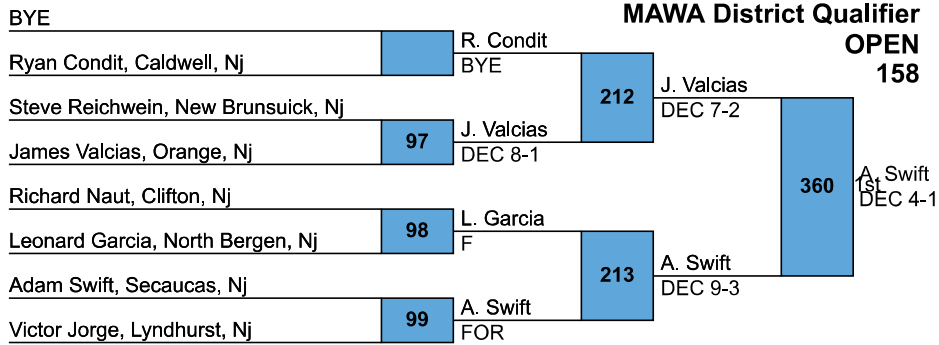 MAWA District Qualifier
OPEN
158
BYE
Ryan Condit, Caldwell, Nj
R. Condit
BYE
Steve Reichwein, New Brunsuick, Nj
97
James Valcias, Orange, Nj
J. Valcias
DEC 8-1
212
J. Valcias
DEC 7-2
Richard Naut, Clifton, Nj
98
Leonard Garcia, North Bergen, Nj
L. Garcia
F
Adam Swift, Secaucas, Nj
99
Victor Jorge, Lyndhurst, Nj
A. Swift
FOR
213
A. Swift
DEC 9-3
360
A. Swift
1st
DEC 4-1